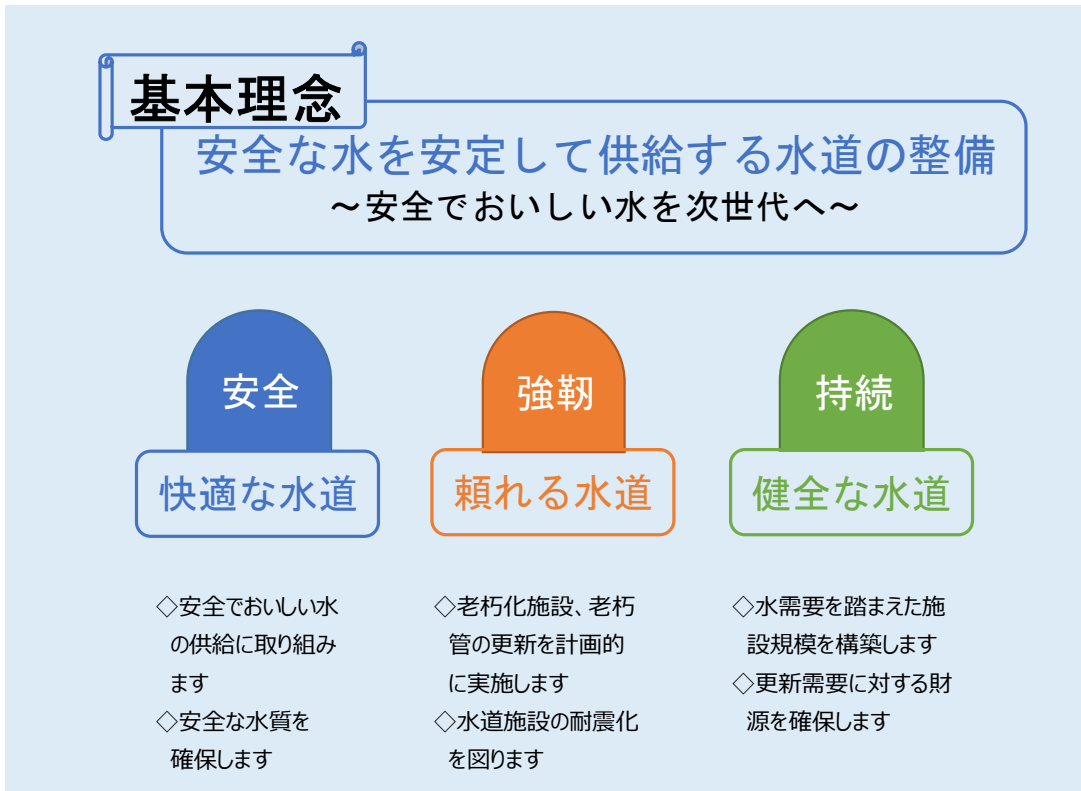 基本理念
安全な水を安定して供給する水道の整備
～安全でおいしい水を次世代へ～
安全
快適な水道
◇安全でおいしい水
の供給に取り組み
ます
◇安全な水質を
確保します
強靭
頼れる水道
◇老朽化施設、老朽
管の更新を計画的
に実施します
◇水道施設の耐震化
を図ります
持続
健全な水道
◇水需要を踏まえた施
設規模を構築します
◇更新需要に対する財
源を確保します